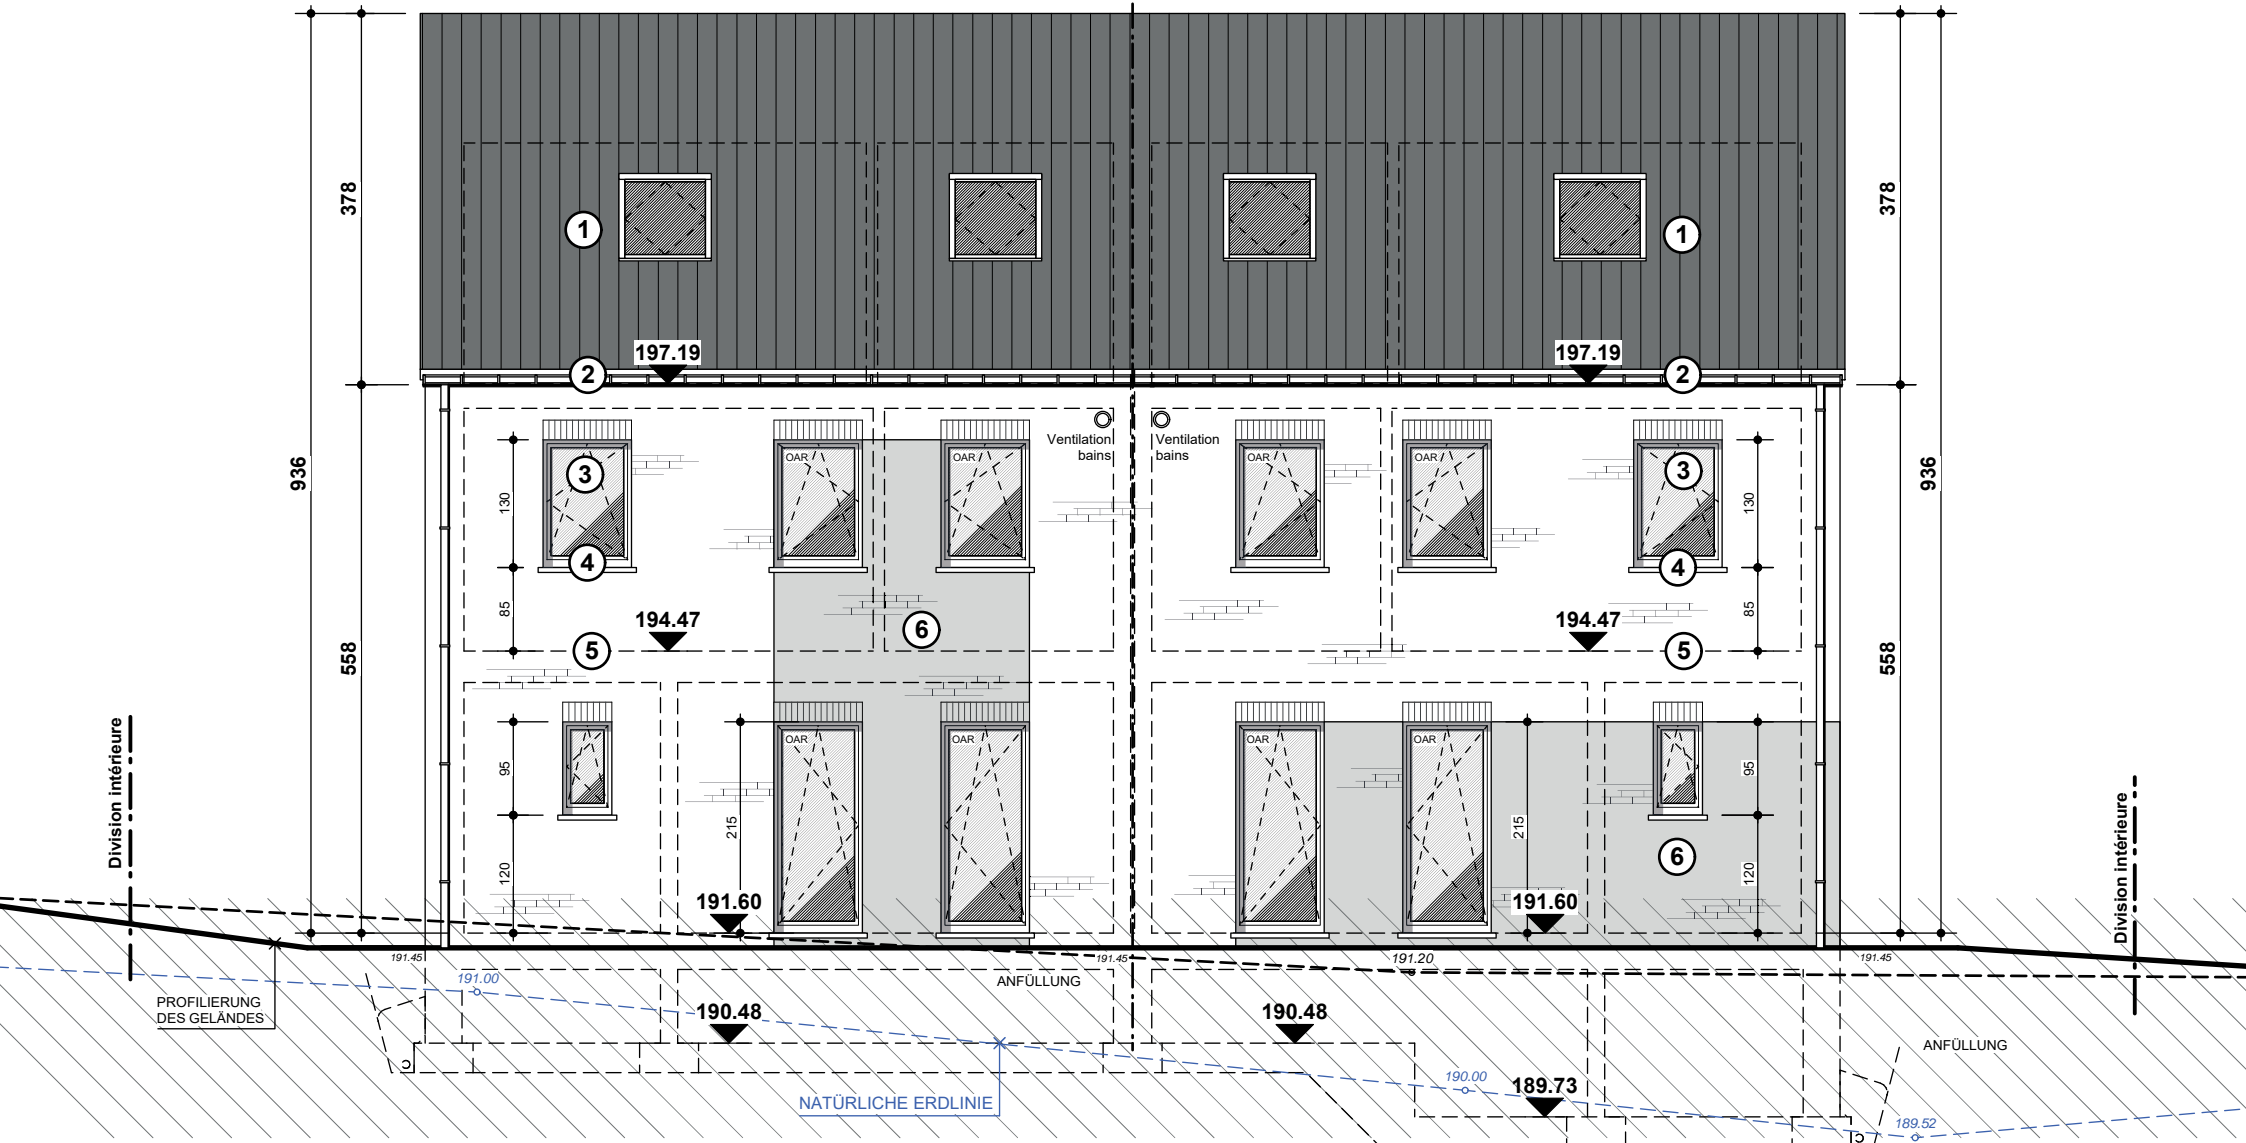 378
378
1
1
197.19
197.19
2
2
Ventilation
bains
Ventilation
bains
OAR
OAR
OAR
OAR
3
3
936
936
130
130
4
4
85
85
194.47
194.47
6
5
5
558
558
Division intérieure
Division intérieure
OAR
OAR
OAR
OAR
95
95
215
215
6
120
120
191.60
191.60
191.45
191.45
191.20
191.45
191.00
ANFÜLLUNG
PROFILIERUNG
DES GELÄNDES
190.48
190.48
ANFÜLLUNG
190.00
189.73
NATÜRLICHE ERDLINIE
189.52